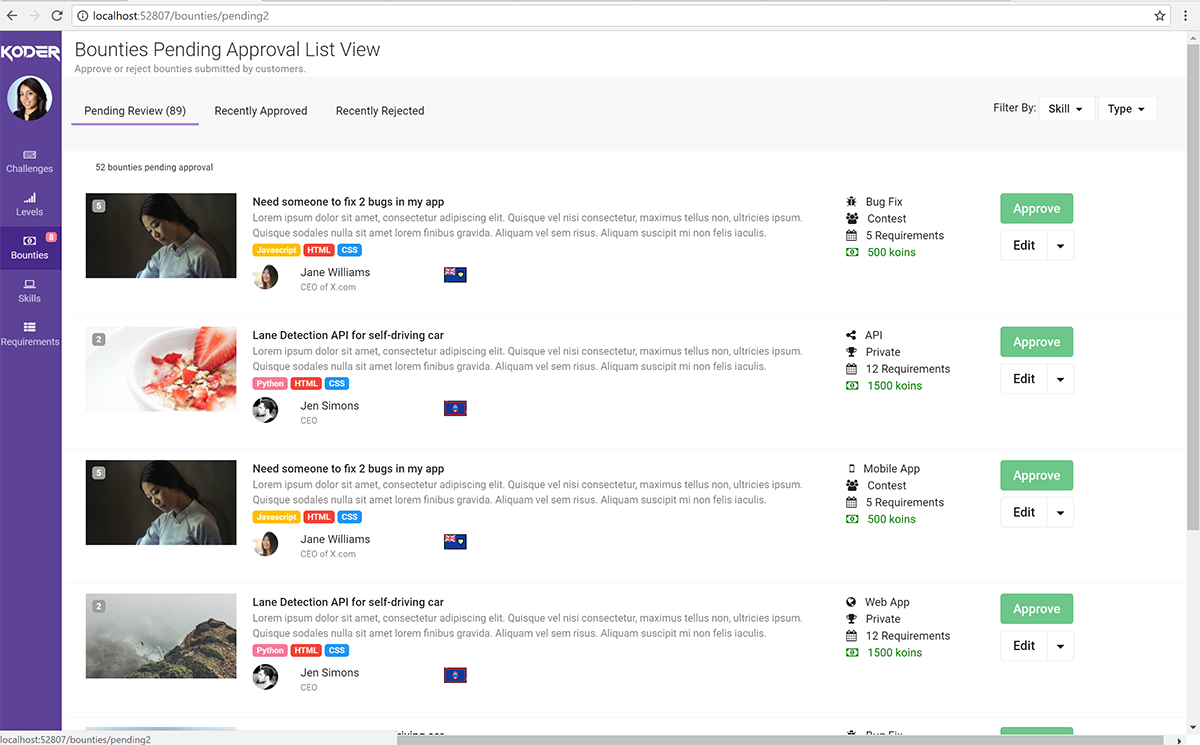 localhost:52807/bounties/pending2
KODER
Bounties Pending Approval List View
Approve or reject bounties submitted by customers.
Pending Review (89)
Recently Approved
Recently Rejected
Filter By:
Skill
Type
Challenges
Levels
8
Bounties
Skills
Requirements
52 bounties pending approval
5
Need someone to fix 2 bugs in my app
Lorem ipsum dolor sit amet, consectetur adipiscing elit. Quisque vel nisi consectetur, maximus tellus non, ultricies ipsum.
Quisque sodales nulla sit amet lorem finibus gravida. Aliquam vel sem risus. Aliquam suscipit mi non felis iaculis.
Javascript HTML CSS
Jane Williams
CEO of X.com
Bug Fix
Contest
5 Requirements
500 koins
Approve
Edit
2
Lane Detection API for self-driving car
Lorem ipsum dolor sit amet, consectetur adipiscing elit. Quisque vel nisi consectetur, maximus tellus non, ultricies ipsum.
Quisque sodales nulla sit amet lorem finibus gravida. Aliquam vel sem risus. Aliquam suscipit mi non felis iaculis.
Python HTML CSS
Jen Simons
CEO
API
Private
12 Requirements
1500 koins
Approve
Edit
5
Need someone to fix 2 bugs in my app
Lorem ipsum dolor sit amet, consectetur adipiscing elit. Quisque vel nisi consectetur, maximus tellus non, ultricies ipsum.
Quisque sodales nulla sit amet lorem finibus gravida. Aliquam vel sem risus. Aliquam suscipit mi non felis iaculis.
Javascript HTML CSS
Jane Williams
CEO of X.com
Mobile App
Contest
5 Requirements
500 koins
Approve
Edit
2
Lane Detection API for self-driving car
Lorem ipsum dolor sit amet, consectetur adipiscing elit. Quisque vel nisi consectetur, maximus tellus non, ultricies ipsum.
Quisque sodales nulla sit amet lorem finibus gravida. Aliquam vel sem risus. Aliquam suscipit mi non felis iaculis.
Python HTML CSS
Jen Simons
CEO
Web App
Private
12 Requirements
1500 koins
Approve
Edit
driving car
Bug Fix
localhost:52807/bounties/pending2